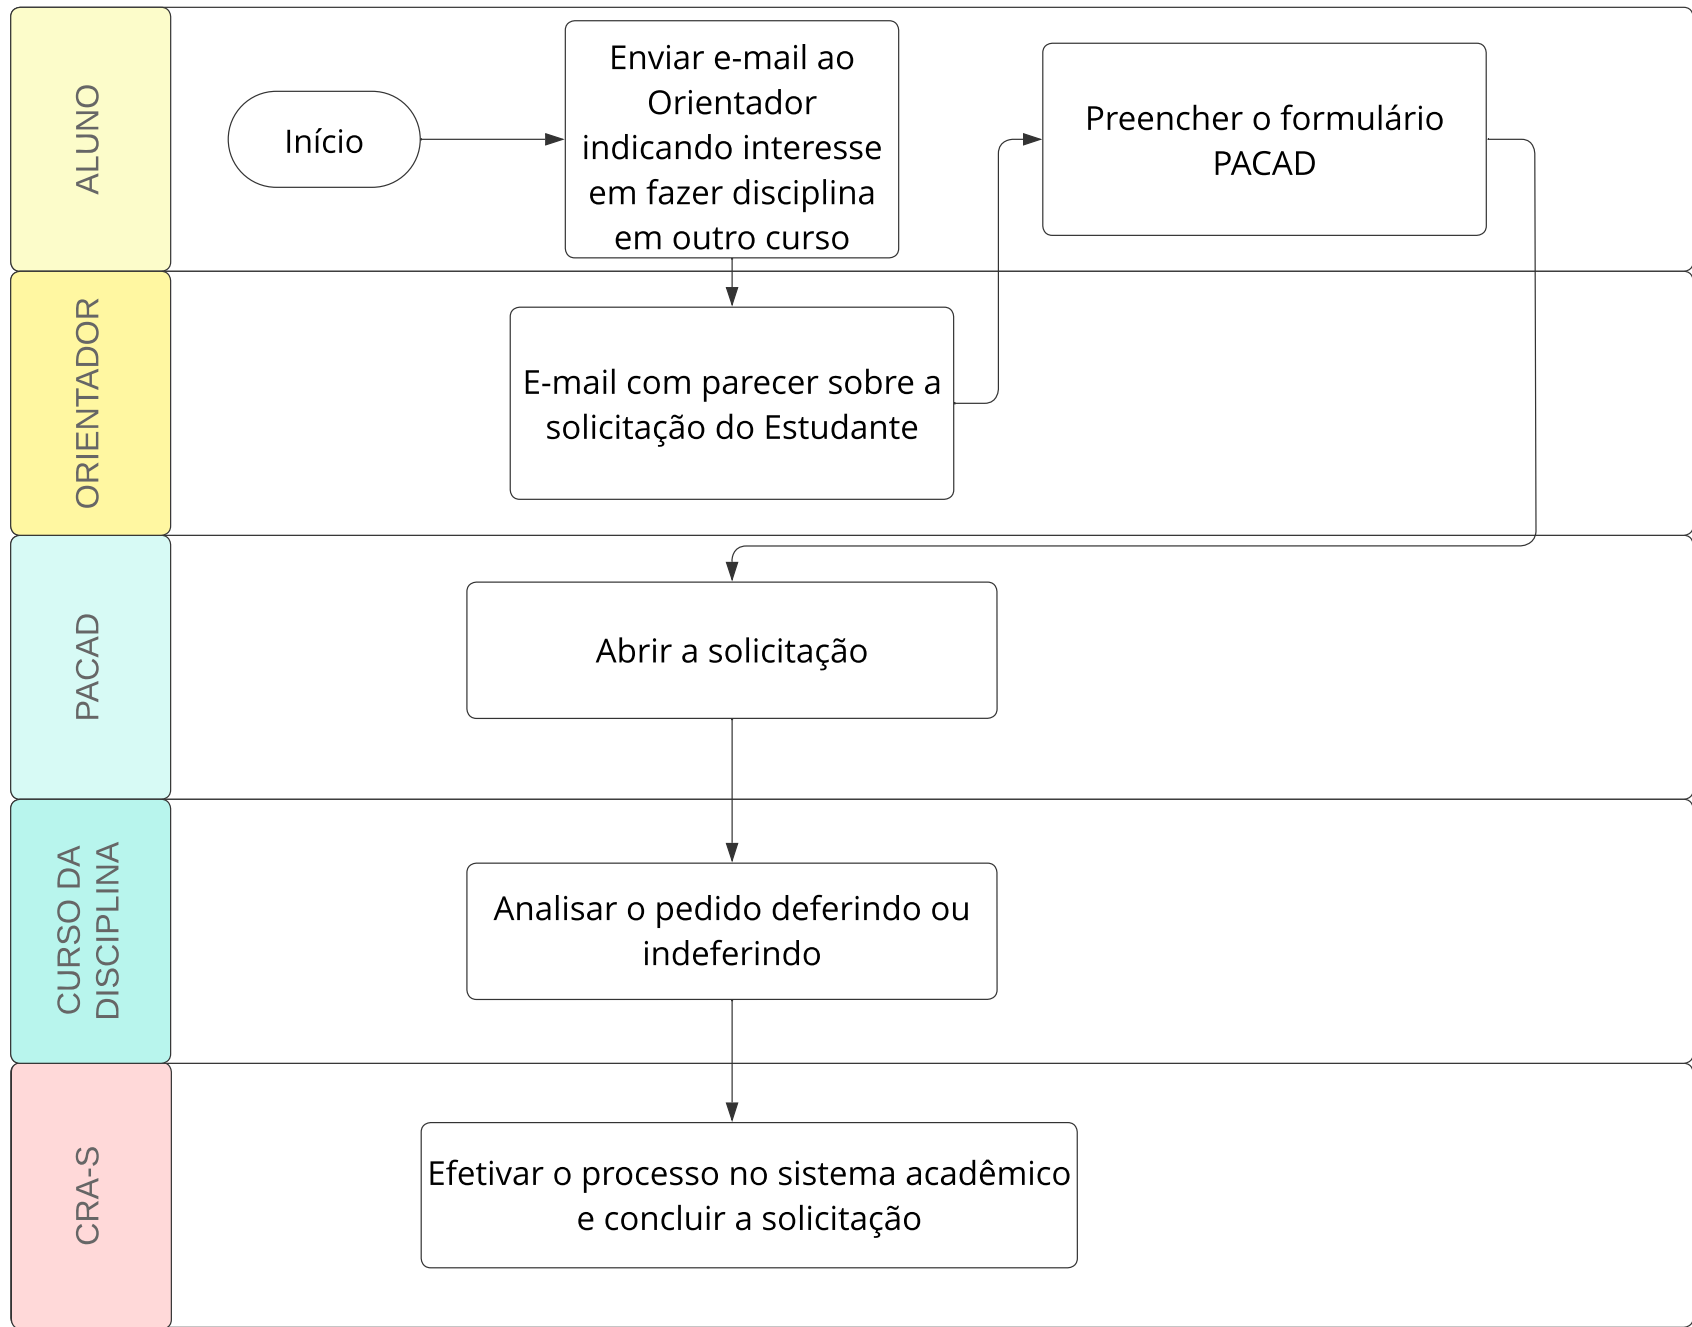 ALUNO
Início
Enviar e-mail ao
Orientador
indicando interesse
em fazer disciplina
em outro curso
Preencher o formulário
PACAD
ORIENTADOR
E-mail com parecer sobre a
solicitação do Estudante
PACAD
Abrir a solicitação
CURSO DA
DISCIPLINA
Analisar o pedido deferindo ou
indeferindo
CRA-S
Efetivar o processo no sistema acadêmico
e concluir a solicitação